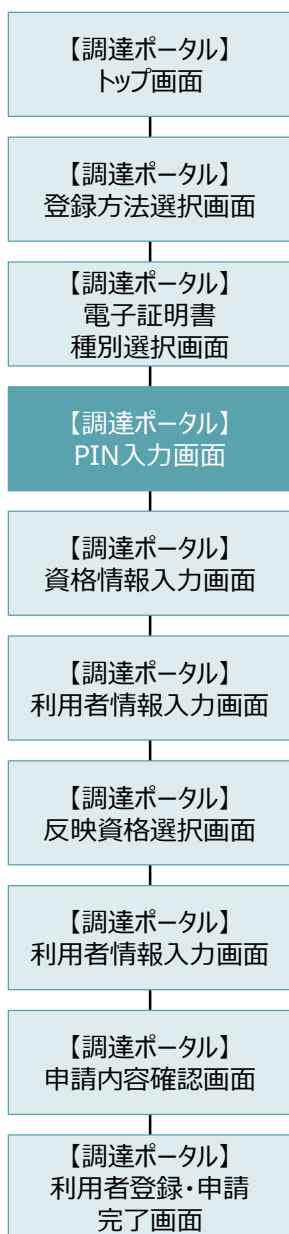 【調達ポータル】
トップ画面
【調達ポータル】
登録方法選択画面
【調達ポータル】
電子証明書
種別選択画面
【調達ポータル】
PIN入力画面
【調達ポータル】
資格情報入力画面
【調達ポータル】
利用者情報入力画面
【調達ポータル】
反映資格選択画面
【調達ポータル】
利用者情報入力画面
【調達ポータル】
申請内容確認画面
【調達ポータル】
利用者登録・申請
完了画面